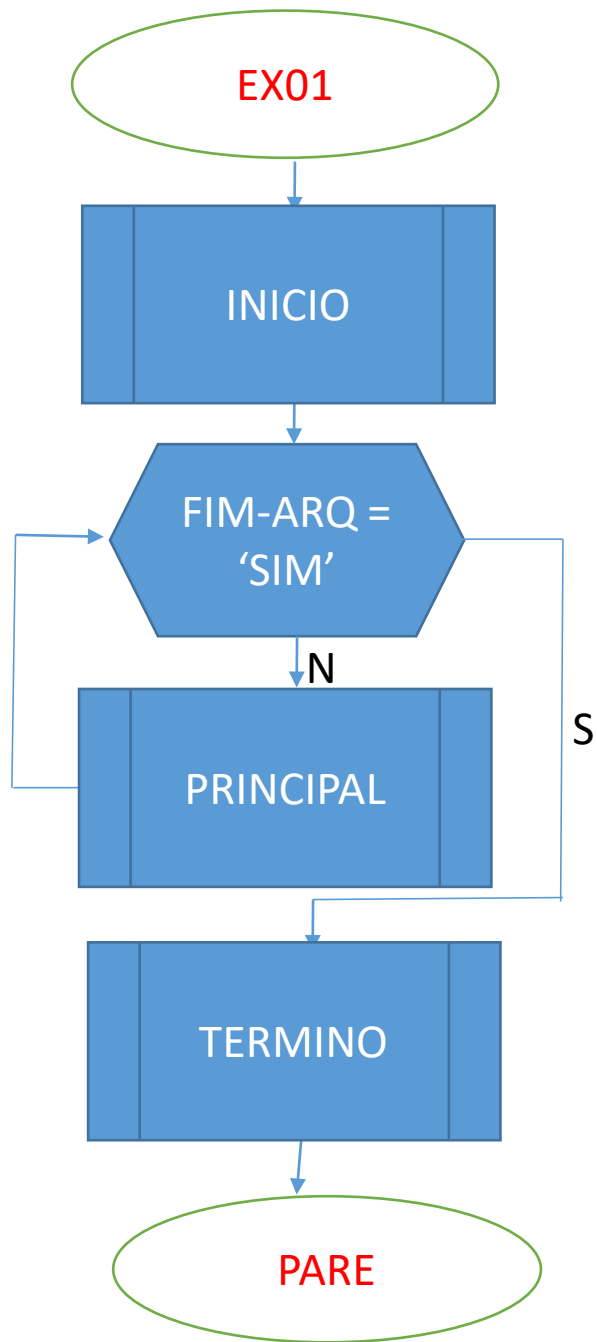 EX01
INICIO
FIM-ARQ =
‘SIM’
N
S
PRINCIPAL
TERMINO
PARE